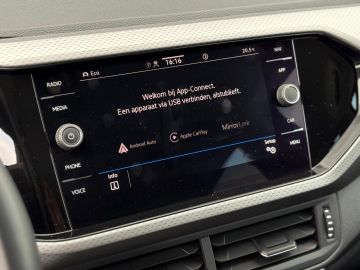 Eco
16:16
20.5°C
RADIO
MEDIA
PHONE
VOICE
Welkom bij App-Connect.
Een apparaat via USB verbinden, alstublieft.
Android Auto
Apple CarPlay
MirrorLink
Info
Setup
NAV
APP
CAR
MENU